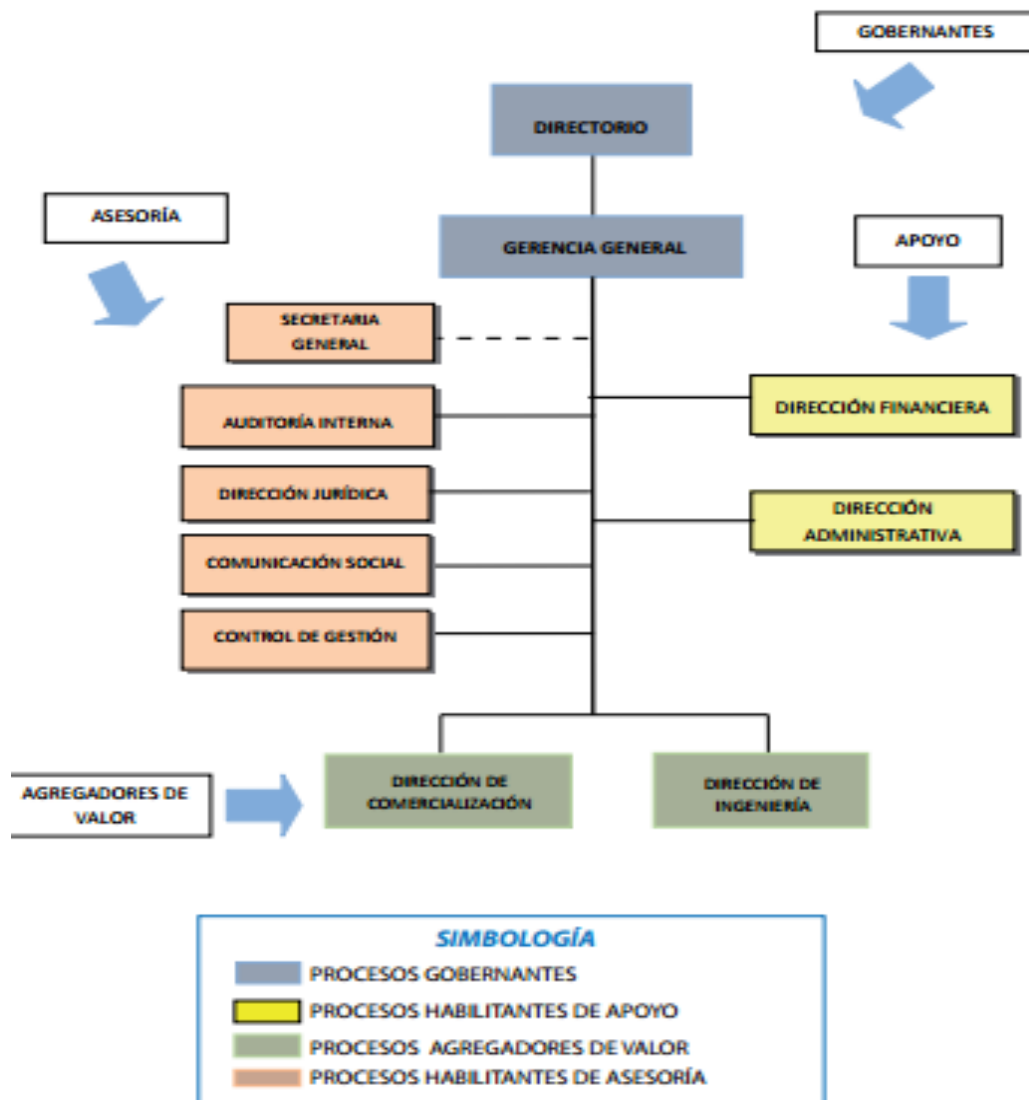 GOBERNANTES
DIRECTORIO
ASESORÍA
GERENCIA GENERAL
APOYO
SECRETARIA
GENERAL
AUDITORÍA INTERNA
DIRECCIÓN FINANCIERA
DIRECCIÓN JURÍDICA
DIRECCIÓN
ADMINISTRATIVA
COMUNICACIÓN SOCIAL
CONTROL DE GESTIÓN
AGREGADORES DE
VALOR
DIRECCIÓN DE
COMERCIALIZACIÓN
DIRECCIÓN DE
INGENIERÍA
SIMBOLOGÍA
PROCESOS GOBERNANTES
PROCESOS HABILITANTES DE APOYO
PROCESOS AGREGADORES DE VALOR
PROCESOS HABILITANTES DE ASESORÍA